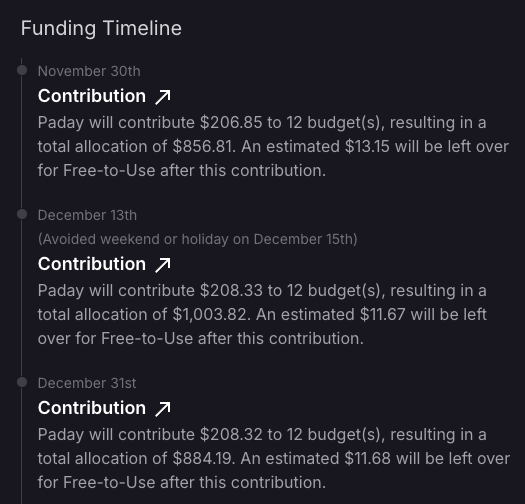 Funding Timeline
November 30th
Contribution
Paday will contribute $206.85 to 12 budget(s), resulting in a
total allocation of $856.81. An estimated $13.15 will be left over
for Free-to-Use after this contribution.
December 13th
(Avoided weekend or holiday on December 15th)
Contribution
Paday will contribute $208.33 to 12 budget(s), resulting in a
total allocation of $1,003.82. An estimated $11.67 will be left
over for Free-to-Use after this contribution.
December 31st
Contribution
Paday will contribute $208.32 to 12 budget(s), resulting in a
total allocation of $884.19. An estimated $11.68 will be left over
for Free-to-Use after this contribution.